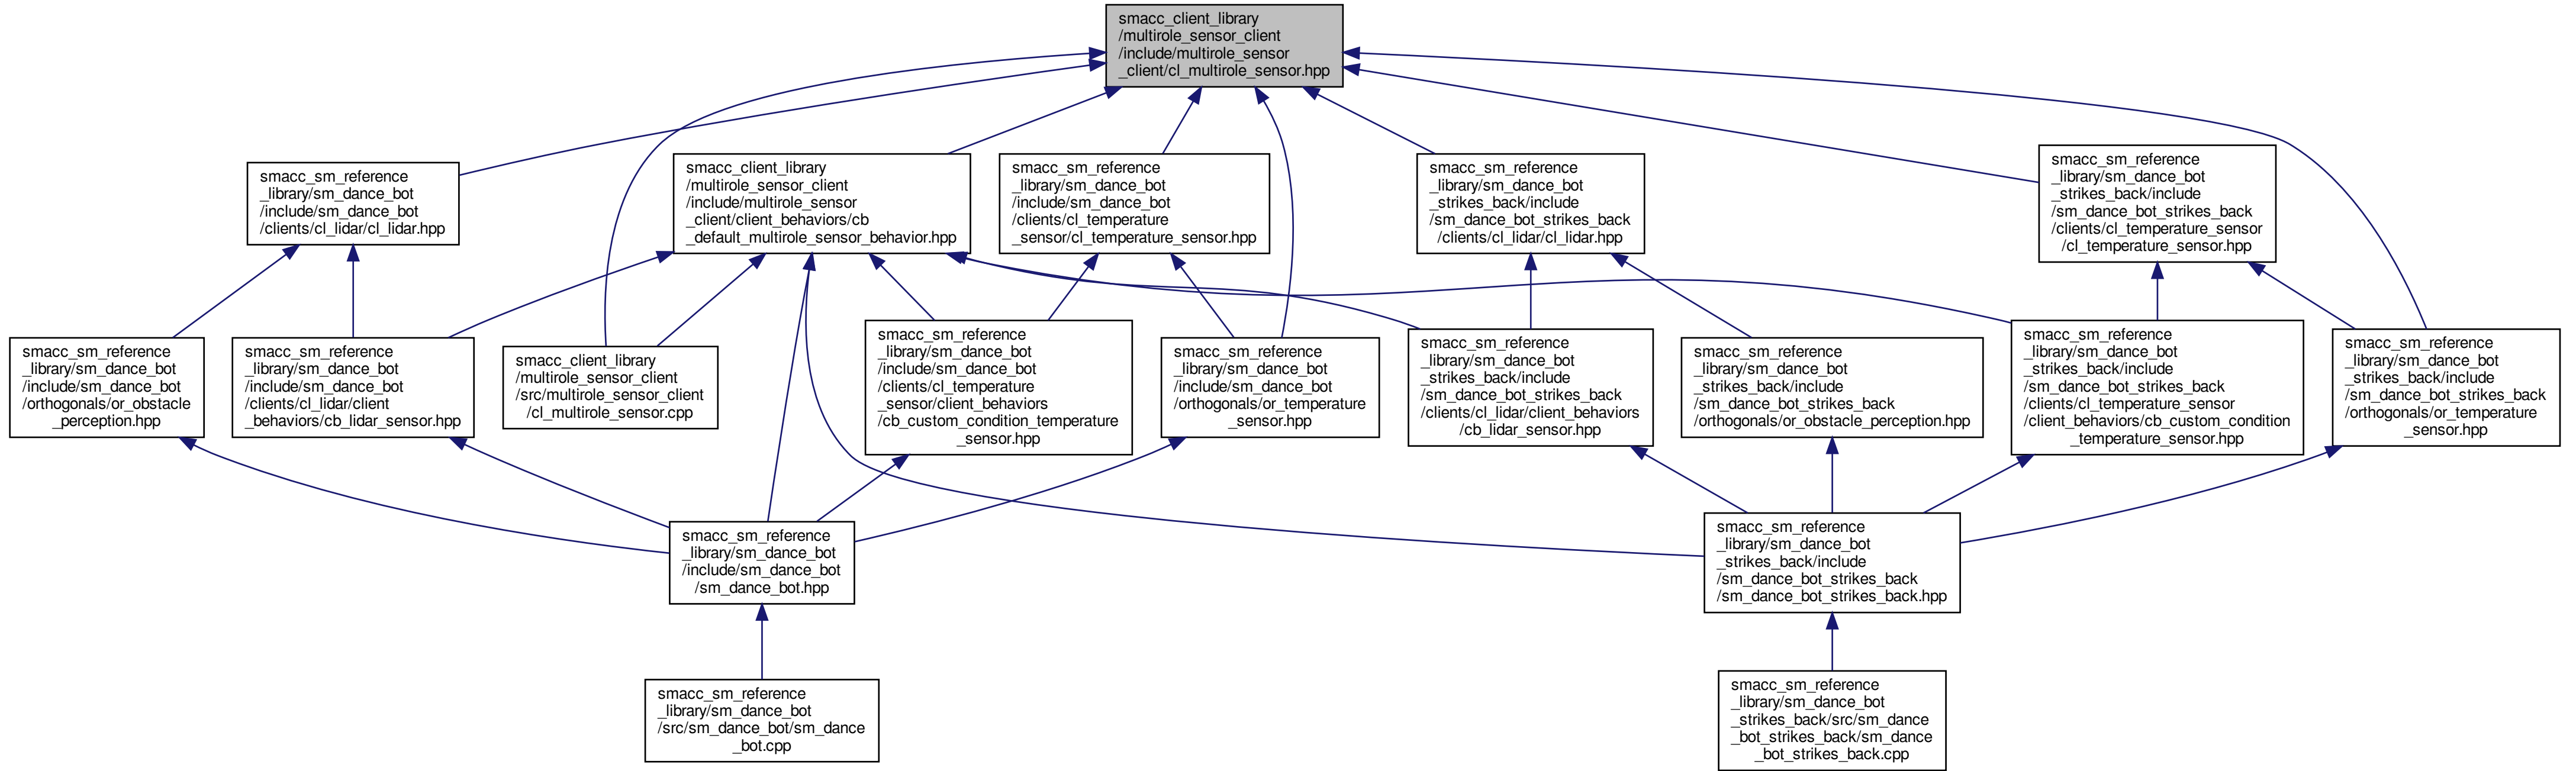 smacc_client_library
/multirole_sensor_client
/include/multirole_sensor
_client/cl_multirole_sensor.hpp
smacc_sm_reference
_library/sm_dance_bot
/include/sm_dance_bot
/clients/cl_lidar/cl_lidar.hpp
smacc_client_library
/multirole_sensor_client
/include/multirole_sensor
_client/client_behaviors/cb
_default_multirole_sensor_behavior.hpp
smacc_sm_reference
_library/sm_dance_bot
/include/sm_dance_bot
/clients/cl_temperature
_sensor/cl_temperature_sensor.hpp
smacc_sm_reference
_library/sm_dance_bot
_strikes_back/include
/sm_dance_bot_strikes_back
/clients/cl_lidar/cl_lidar.hpp
smacc_sm_reference
_library/sm_dance_bot
_strikes_back/include
/sm_dance_bot_strikes_back
/clients/cl_temperature_sensor
/cl_temperature_sensor.hpp
smacc_sm_reference
_library/sm_dance_bot
/include/sm_dance_bot
/orthogonals/or_obstacle
_perception.hpp
smacc_sm_reference
_library/sm_dance_bot
/include/sm_dance_bot
/clients/cl_lidar/client
_behaviors/cb_lidar_sensor.hpp
smacc_client_library
/multirole_sensor_client
/src/multirole_sensor_client
/cl_multirole_sensor.cpp
smacc_sm_reference
_library/sm_dance_bot
/include/sm_dance_bot
/clients/cl_temperature
_sensor/client_behaviors
/cb_custom_condition_temperature
_sensor.hpp
smacc_sm_reference
_library/sm_dance_bot
/include/sm_dance_bot
/orthogonals/or_temperature
_sensor.hpp
smacc_sm_reference
_library/sm_dance_bot
_strikes_back/include
/sm_dance_bot_strikes_back
/clients/cl_lidar/client_behaviors
/cb_lidar_sensor.hpp
smacc_sm_reference
_library/sm_dance_bot
_strikes_back/include
/sm_dance_bot_strikes_back
/orthogonals/or_obstacle_perception.hpp
smacc_sm_reference
_library/sm_dance_bot
_strikes_back/include
/sm_dance_bot_strikes_back
/clients/cl_temperature_sensor
/client_behaviors/cb_custom_condition
_temperature_sensor.hpp
smacc_sm_reference
_library/sm_dance_bot
_strikes_back/include
/sm_dance_bot_strikes_back
/orthogonals/or_temperature
_sensor.hpp
smacc_sm_reference
_library/sm_dance_bot
/include/sm_dance_bot
/sm_dance_bot.hpp
smacc_sm_reference
_library/sm_dance_bot
_strikes_back/include
/sm_dance_bot_strikes_back
/sm_dance_bot_strikes_back.hpp
smacc_sm_reference
_library/sm_dance_bot
/src/sm_dance_bot/sm_dance
_bot.cpp
smacc_sm_reference
_library/sm_dance_bot
_strikes_back/src/sm_dance
_bot_strikes_back/sm_dance
_bot_strikes_back.cpp